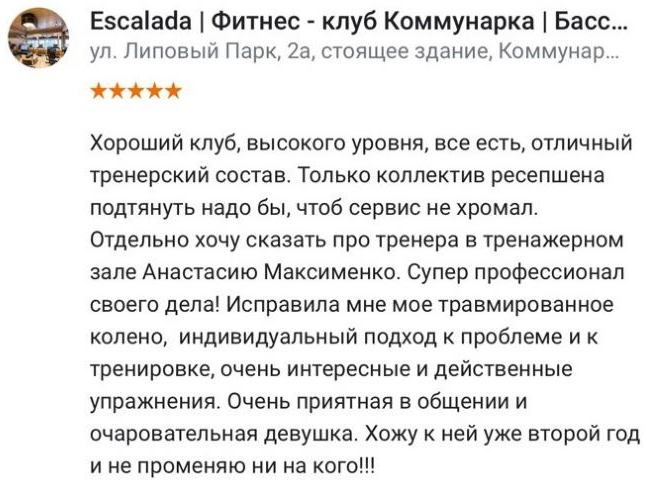 Escalada | Фитнес - клуб Коммунарка | Басс...
ул. Липовый Парк, 2а, стоящее здание, Коммунар...
Хороший клуб, высокого уровня, все есть, отличный
тренерский состав. Только коллектив ресепшена
подтянуть надо бы, чтоб сервис не хромал.
Отдельно хочу сказать про тренера в тренажерном
зале Анастасию Максименко. Супер профессионал
своего дела! Исправила мне мое травмированное
колено,  индивидуальный подход к проблеме и к
тренировке, очень интересные и действенные
упражнения. Очень приятная в общении и
очаровательная девушка. Хожу к ней уже второй год
и не променяю ни на кого!!!